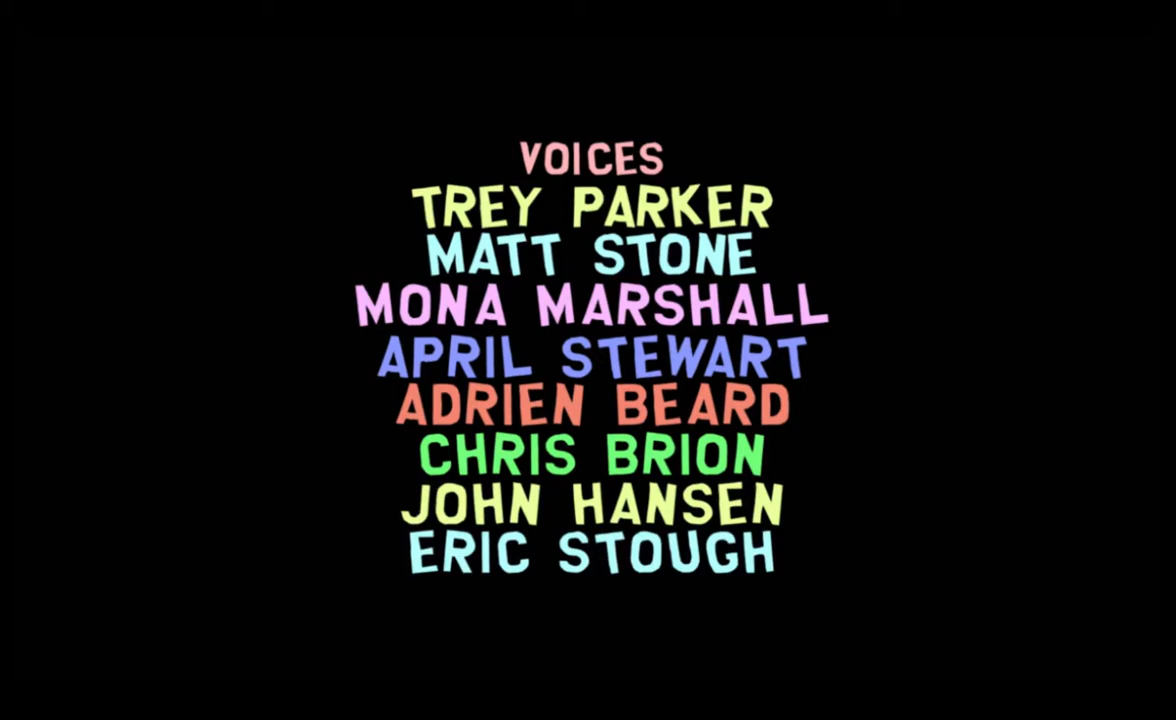 VOICES
TREY PARKER
MATT STONE
MONA MARSHALL
APRIL STEWART
ADRIEN BEARD
CHRIS BRION
JOHN HANSEN
ERIC STOUGH